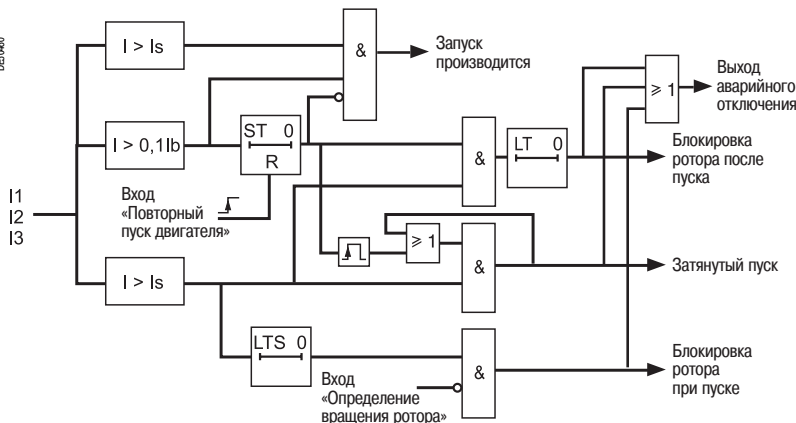 I > Is
&
Запуск
производится
I > 0,1Ib
ST 0
R
≥ 1
Выход
аварийного
отключения
&
LT 0
Блокировка
ротора после
пуска
I1
I2
I3
Вход
«Повторный
пуск двигателя»
≥ 1
I > Is
&
Затянутый пуск
LTS 0
Вход
«Определение
вращения ротора»
&
Блокировка
ротора
при пуске